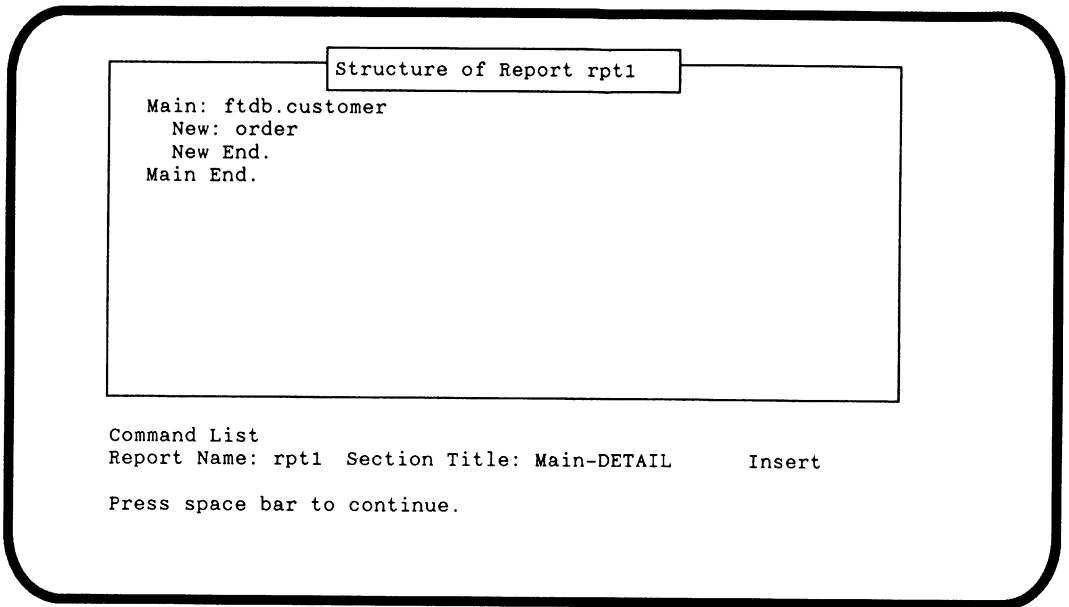 Structure of Report rpt1
Main: ftdb.customer
New: order
New End.
Main End.
Command List
Report Name: rpt1 Section Title: Main-DETAIL Insert
Press space bar to continue.